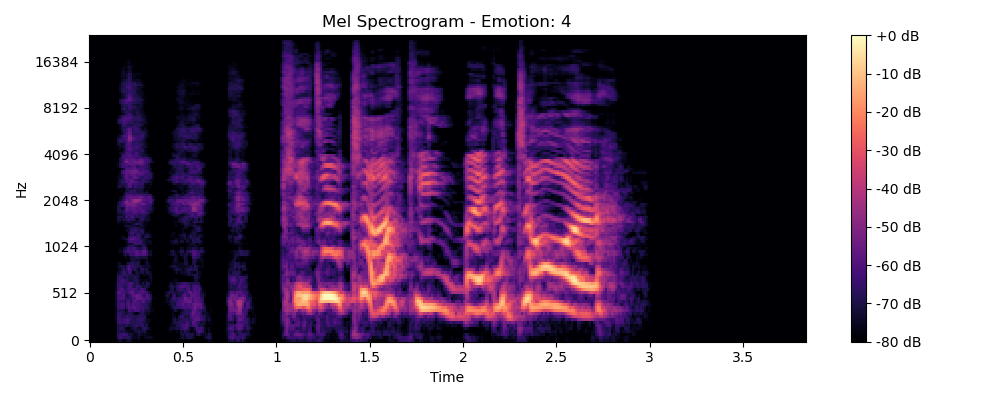 Mel Spectrogram - Emotion: 4
Hz
16384
8192
4096
2048
1024
512
0
0 0.5 1 1.5 2 2.5 3 3.5
Time
+0 dB
-10 dB
-20 dB
-30 dB
-40 dB
-50 dB
-60 dB
-70 dB
-80 dB